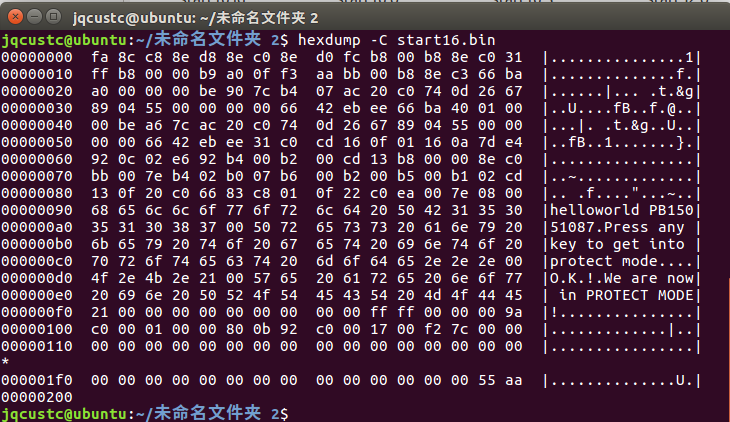 jqcustc@ubuntu: ~/未命名文件夹 2
jqcustc@ubuntu:~/未命名文件夹 2$ hexdump -C start16.bin
00000000  fa 8c c8 8e d8 8e c0 8e  d0 fc b8 00 b8 8e c0 31  |...............1|
00000010  ff b8 00 00 b9 a0 0f f3  aa bb 00 b8 8e c3 66 ba  |..............f.|
00000020  a0 00 00 00 be 90 7c b4  07 ac 20 c0 74 0d 26 67  |......|... .t.&g|
00000030  89 04 55 00 00 00 00 66  42 eb ee 66 ba 40 01 00  |..U....fB..f.@..|
00000040  00 be a6 7c ac 20 c0 74  0d 26 67 89 04 55 00 00  |...|. .t.&g..U..|
00000050  00 00 66 42 eb ee 31 c0  cd 16 0f 01 16 0a 7d e4  |..fB..1.......}.|
00000060  92 0c 02 e6 92 b4 00 b2  00 cd 13 b8 00 00 8e c0  |................|
00000070  bb 00 7e b4 02 b0 07 b6  00 b2 00 b5 00 b1 02 cd  |..~.............|
00000080  13 0f 20 c0 66 83 c8 01  0f 22 c0 ea 00 7e 08 00  |.. .f...."...~..|
00000090  68 65 6c 6c 6f 77 6f 72  6c 64 20 50 42 31 35 30  |helloworld PB150|
000000a0  35 31 30 38 37 00 50 72  65 73 73 20 61 6e 79 20  |51087.Press any |
000000b0  6b 65 79 20 74 6f 20 67  65 74 20 69 6e 74 6f 20  |key to get into |
000000c0  70 72 6f 74 65 63 74 20  6d 6f 64 65 2e 2e 2e 00  |protect mode....|
000000d0  4f 2e 4b 2e 21 00 57 65  20 61 72 65 20 6e 6f 77  |O.K.!.We are now|
000000e0  20 69 6e 20 50 52 4f 54  45 43 54 20 4d 4f 44 45  | in PROTECT MODE|
000000f0  21 00 00 00 00 00 00 00  00 00 ff ff 00 00 00 9a  |!...............|
00000100  c0 00 01 00 00 80 0b 92  c0 00 17 00 f2 7c 00 00  |.............|..|
00000110  00 00 00 00 00 00 00 00  00 00 00 00 00 00 00 00  |................|
*
000001f0  00 00 00 00 00 00 00 00  00 00 00 00 00 00 55 aa  |..............U.|
00000200
jqcustc@ubuntu:~/未命名文件夹 2$